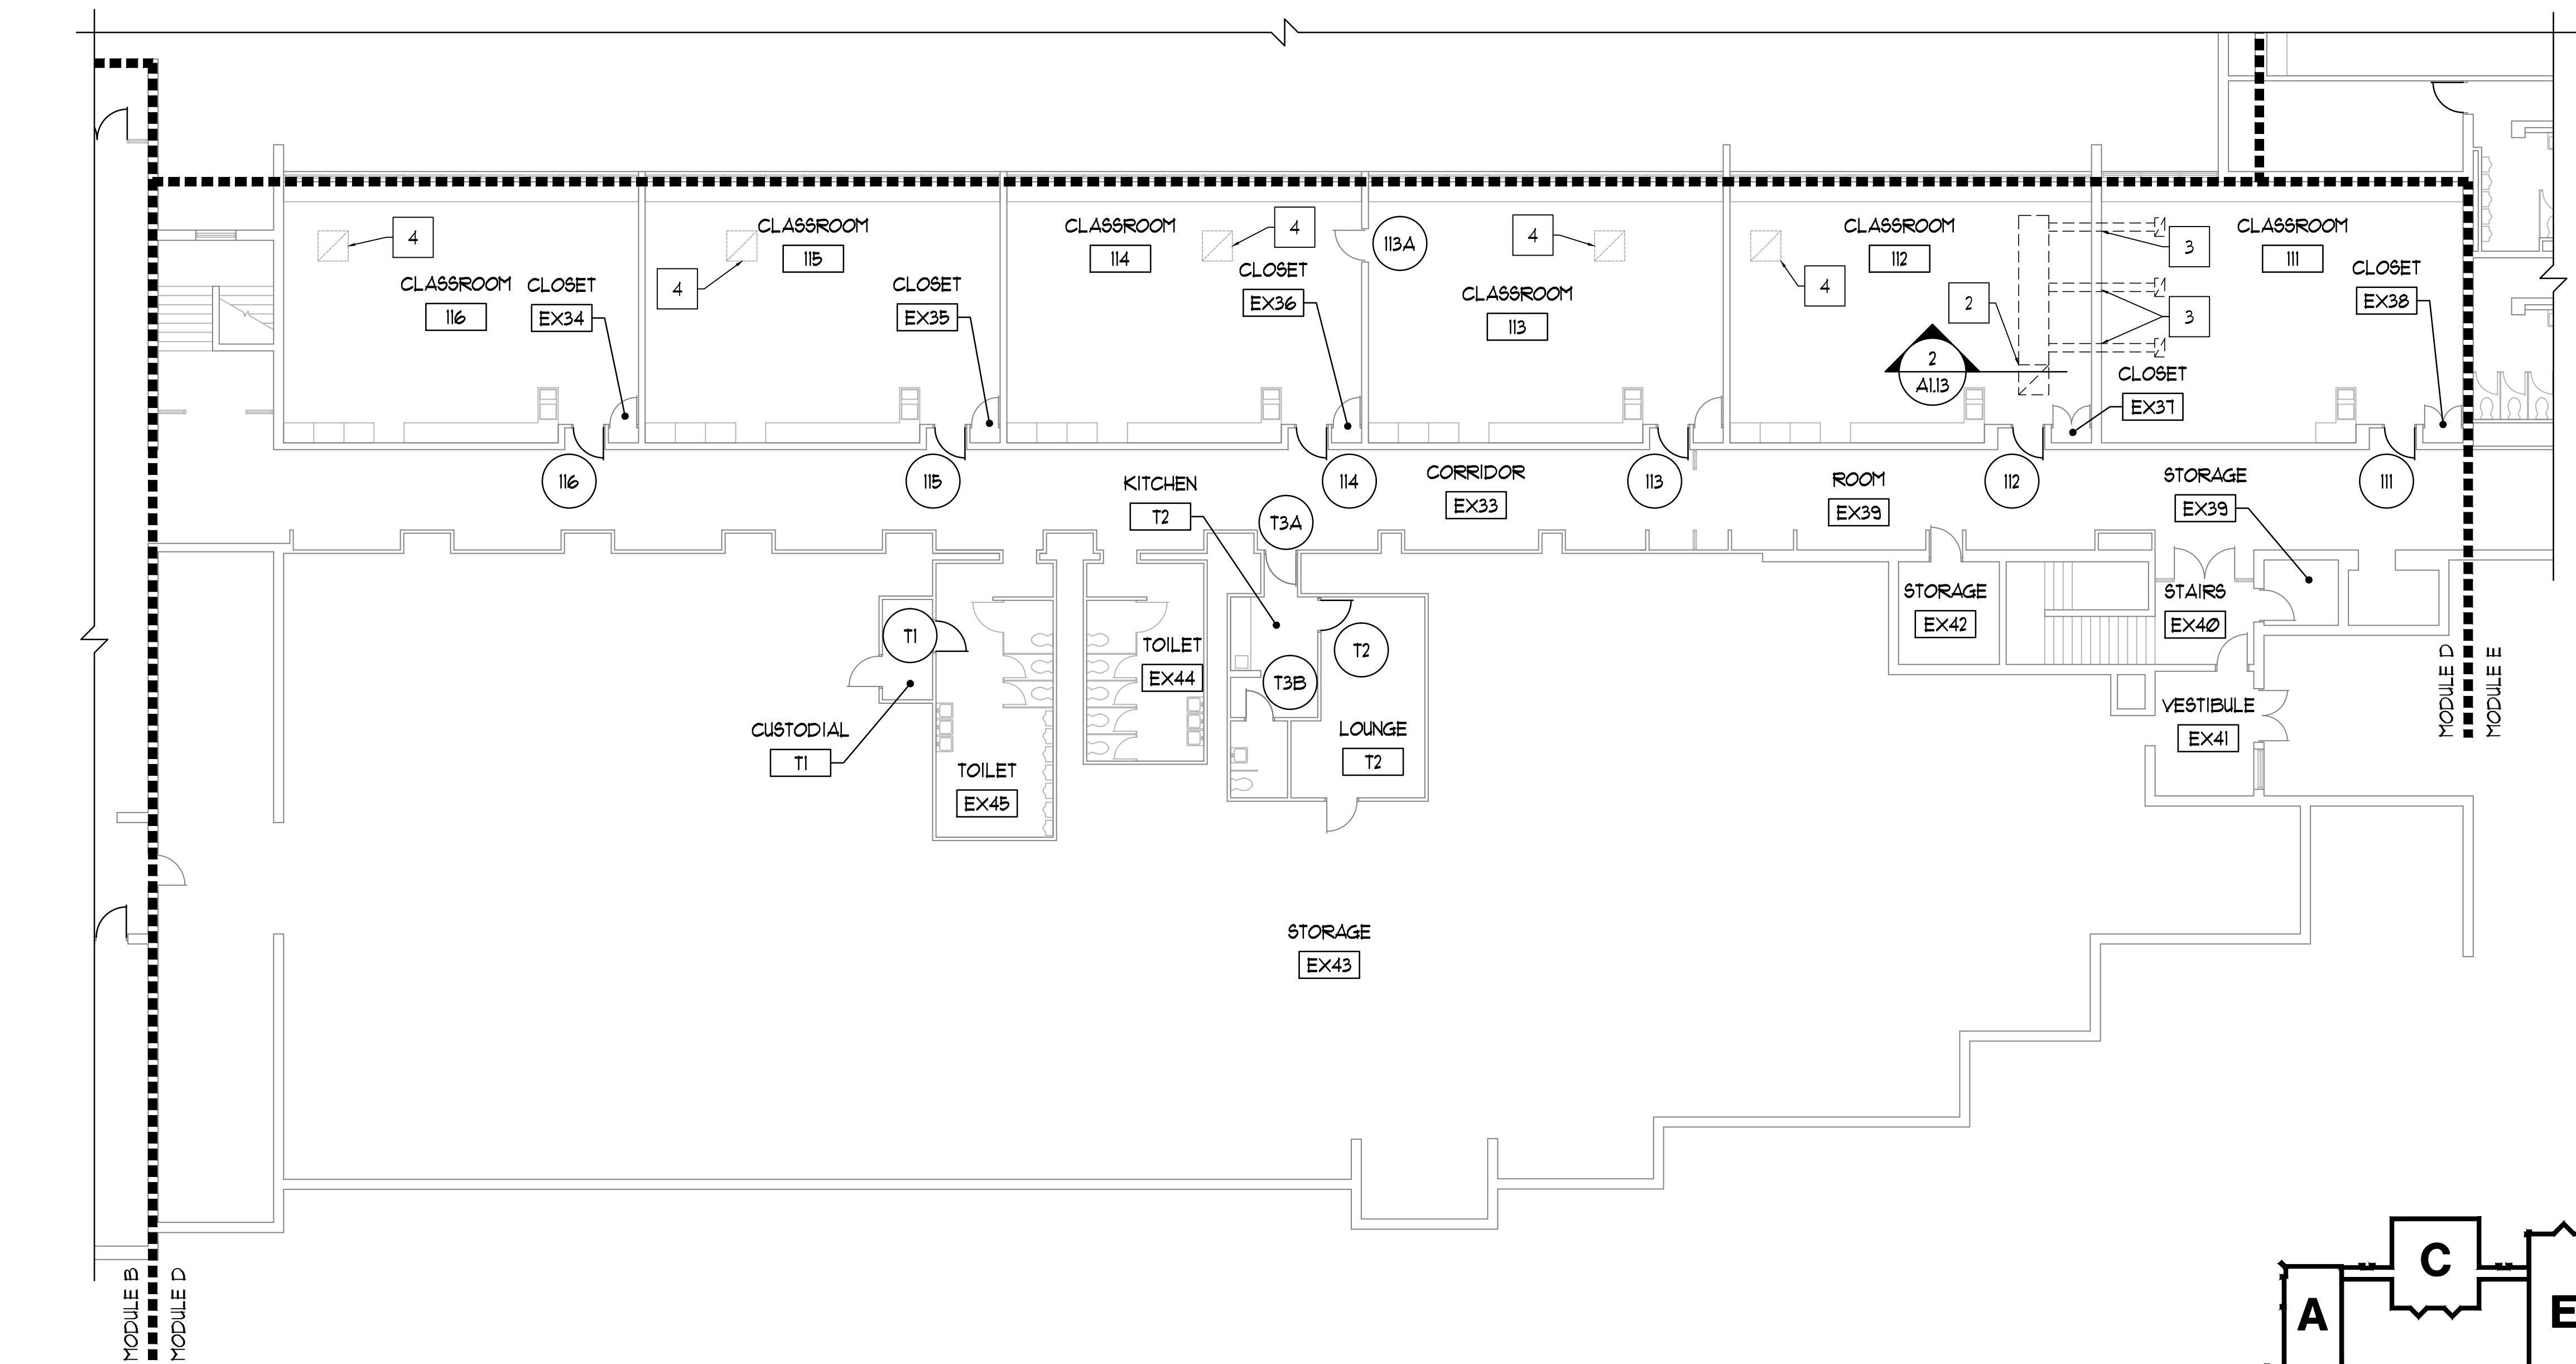 CLASSROOM
116
4
CLOSET
EX34
CLASSROOM
115
4
CLOSET
EX35
CLASSROOM
114
4
CLOSET
EX36
113A
4
CLASSROOM
113
CLASSROOM
112
4
2
2
A1.13
3
3
CLASSROOM
111
CLOSET
EX38
CLOSET
EX37
116
115
114
113
112
111
KITCHEN
T2
T3A
CORRIDOR
EX33
ROOM
EX39
STORAGE
EX39
T1
CUSTODIAL
T1
TOILET
EX45
TOILET
EX44
T3B
T2
LOUNGE
T2
STORAGE
EX42
STAIRS
EX40
VESTIBULE
EX41
MODULE D
MODULE E
STORAGE
EX43
MODULE B
MODULE D
C
A
E